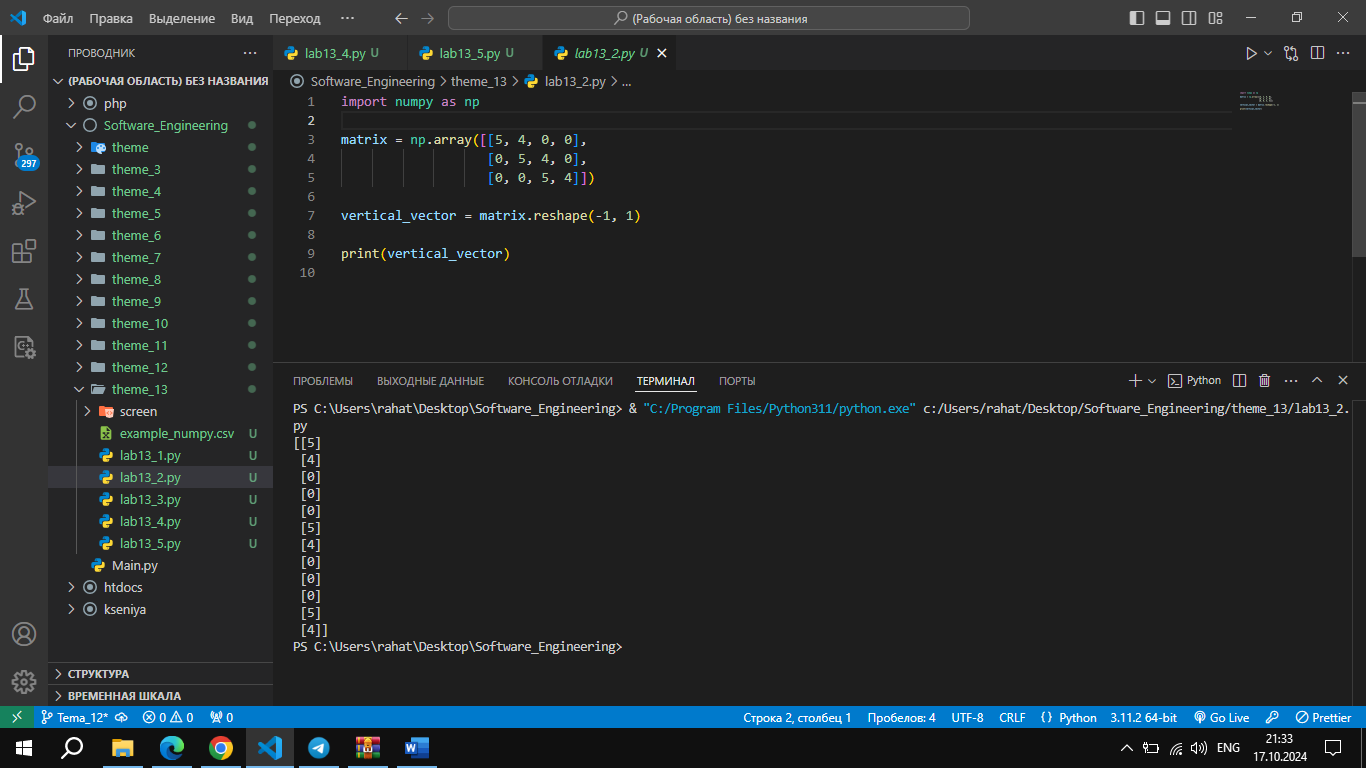 Файл Правка Выделение Вид Переход ··· (Рабочая область) без названия
ПРОВОДНИК ···
lab13_4.py U lab13_5.py U lab13_2.py U
(РАБОЧАЯ ОБЛАСТЬ) БЕЗ НАЗВАНИЯ
php
Software_Engineering
theme
theme_3
theme_4
theme_5
theme_6
theme_7
theme_8
theme_9
theme_10
theme_11
theme_12
theme_13
screen
example_numpy.csv U
lab13_1.py U
lab13_2.py U
lab13_3.py U
lab13_4.py U
lab13_5.py U
Main.py
htdocs
kseniya
СТРУКТУРА
ВРЕМЕННАЯ ШКАЛА
297
Software_Engineering > theme_13 > lab13_2.py > ...
1 import numpy as np
2
3 matrix = np.array([[5, 4, 0, 0],
4 [0, 5, 4, 0],
5 [0, 0, 5, 4]])
6
7 vertical_vector = matrix.reshape(-1, 1)
8
9 print(vertical_vector)
10
ПРОБЛЕМЫ ВЫХОДНЫЕ ДАННЫЕ КОНСОЛЬ ОТЛАДКИ ТЕРМИНАЛ ПОРТЫ Python
PS C:\Users\rahat\Desktop\Software_Engineering> & "C:/Program Files/Python311/python.exe" c:/Users/rahat/Desktop/Software_Engineering/theme_13/lab13_2.
py
[[5]
[4]
[0]
[0]
[0]
[5]
[4]
[0]
[0]
[0]
[5]
[4]]
PS C:\Users\rahat\Desktop\Software_Engineering>
Tema_12* 0 0 0 Строка 2, столбец 1 Пробелов: 4 UTF-8 CRLF Python 3.11.2 64-bit Go Live Prettier
ENG 21:33
17.10.2024